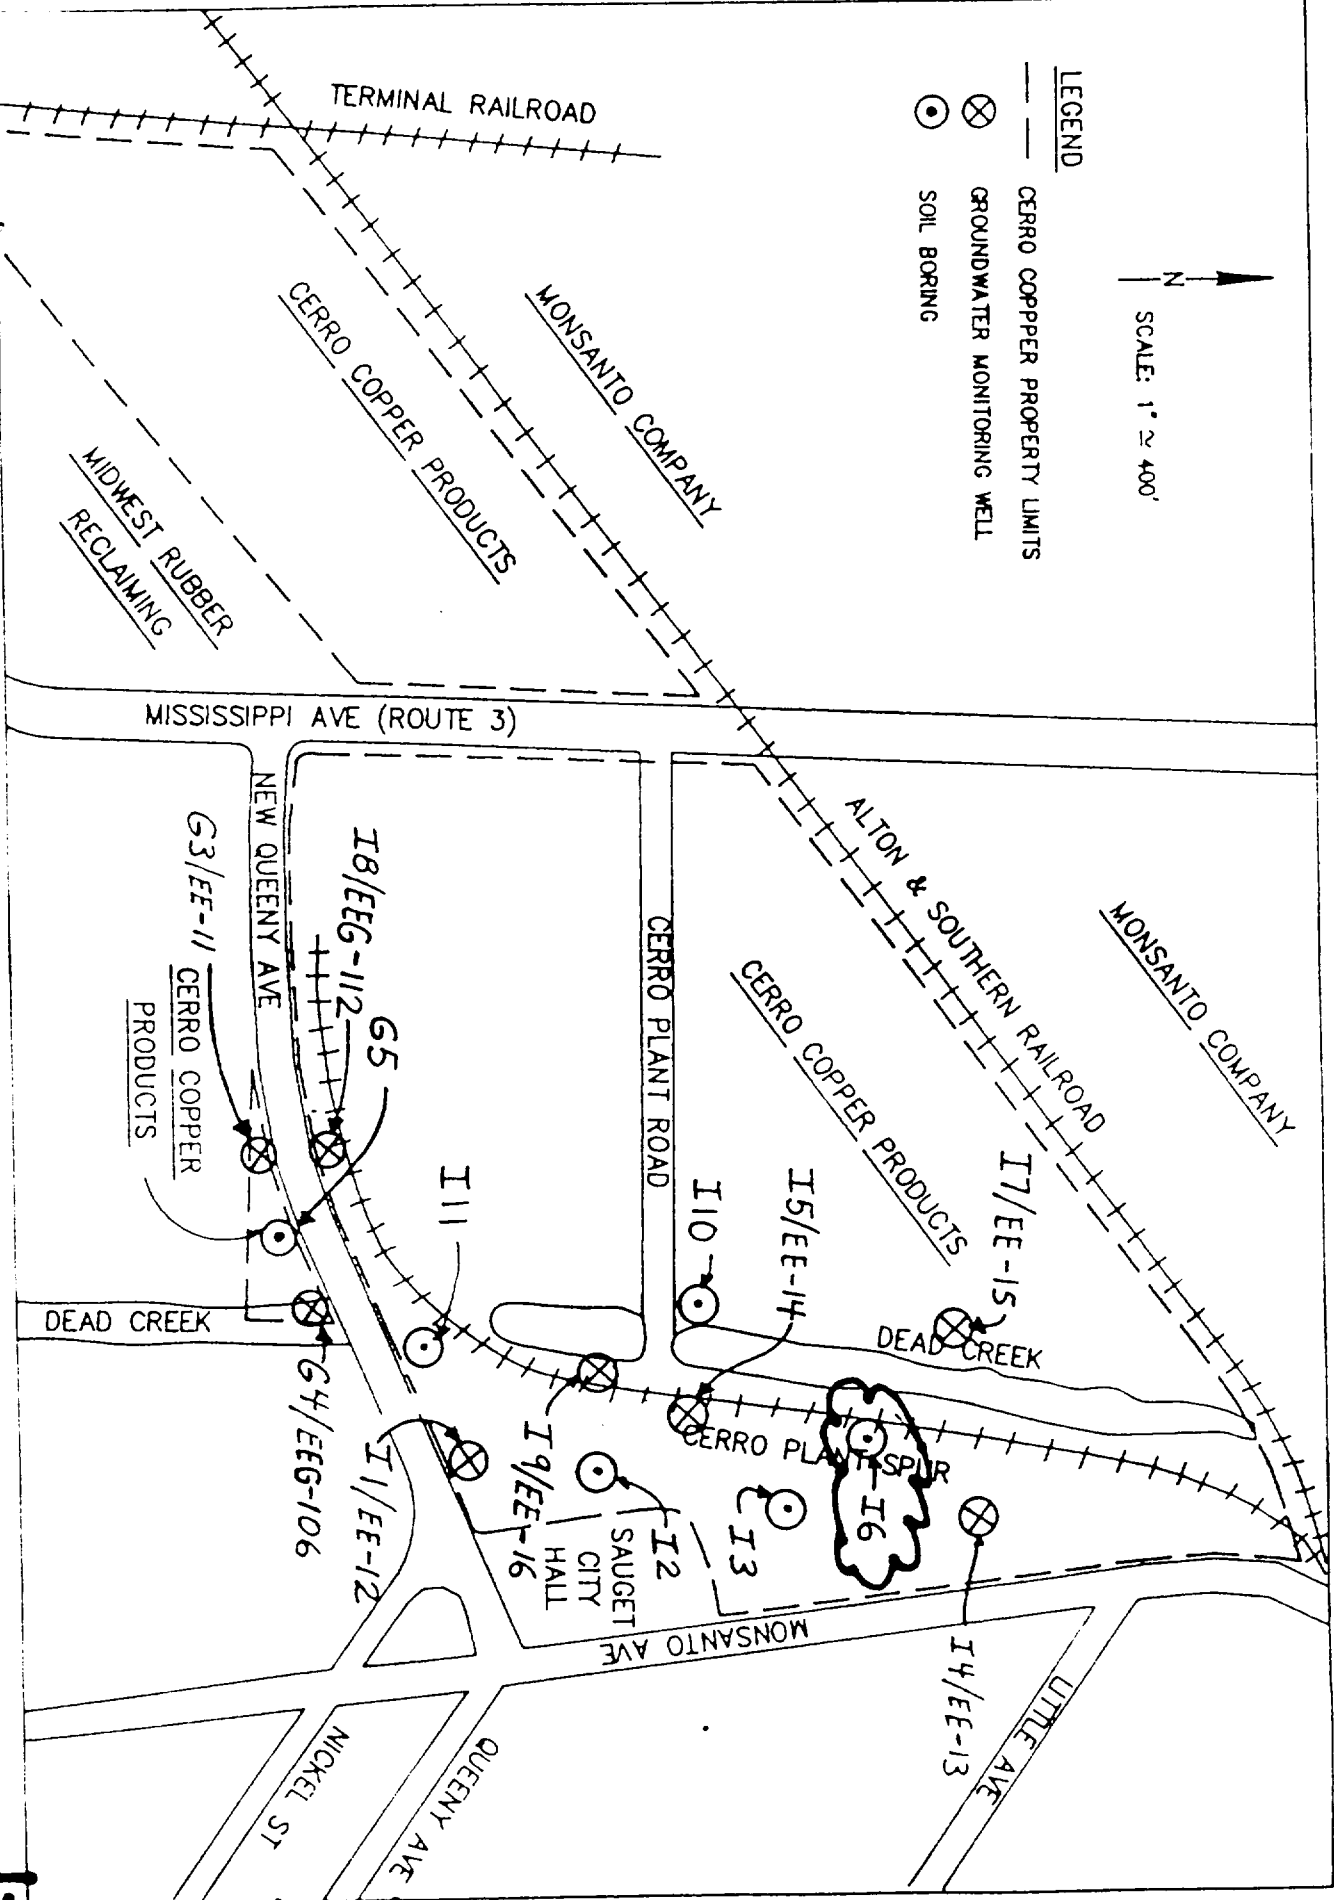 LEGEND
CERRO COPPPER PROPERTY LIMITS
GROUNDWATER MONITORING WELL
SOIL BORING
N
SCALE: 1" ≈ 400'
TERMINAL RAILROAD
MONSANTO COMPANY
CERRO COPPER PRODUCTS
MIDWEST RUBBER
RECLAIMING
MISSISSIPPI AVE (ROUTE 3)
ALTON & SOUTHERN RAILROAD
MONSANTO COMPANY
CERRO COPPER PRODUCTS
CERRO PLANT ROAD
NEW QUEENY AVE
G3/EE-11
I8/EEG-112
G5
CERRO COPPER
PRODUCTS
I11
I10
I5/EE-14
I7/EE-15
DEAD CREEK
DEAD CREEK
CERRO PLANT SPUR
G4/EEG-106
I1/EE-12
I9/EE-16
I2
I3
I6
I4/EE-13
SAUGET
CITY
HALL
MONSANTO AVE
LITTLE AVE
QUEENY AVE
NICKEL ST